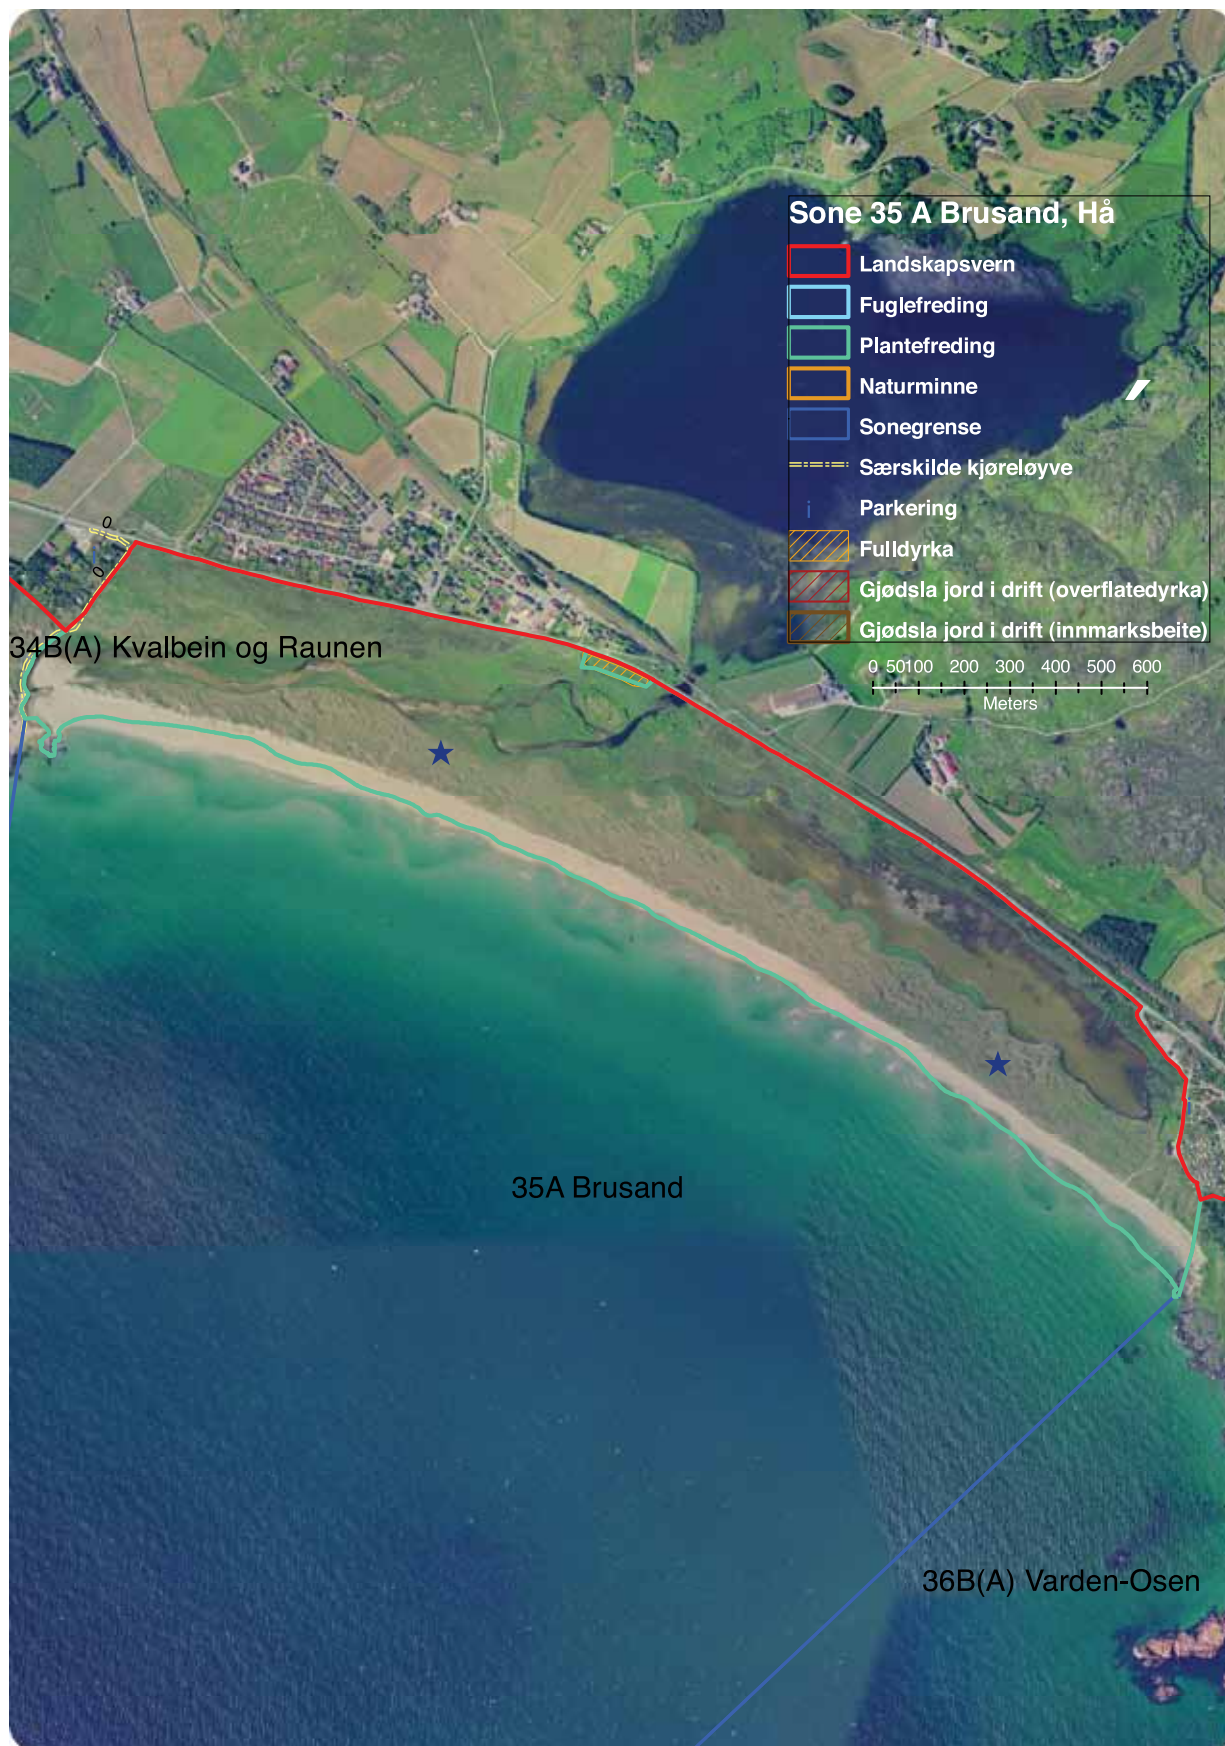 Sone 35 A Brusand, Hå
Landskapsvern
Fuglefreding
Plantefreding
Naturminne
Sonegrense
Særskilde kjøreløyve
i Parkering
Fulldyrka
Gjødsla jord i drift (overflatedyrka)
Gjødsla jord i drift (innmarksbeite)
0 50100 200 300 400 500 600
Meters
0
0
34B(A) Kvalbein og Raunen
35A Brusand
36B(A) Varden-Osen